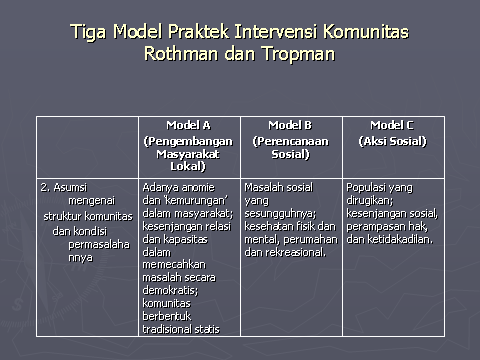 Tiga Model Praktek Intervensi Komunitas
Rothman dan Tropman
Model A
(Pengembangan
Masyarakat
Lokal)
Model B
(Perencanaan
Sosial)
Model C
(Aksi Sosial)
2. Asumsi
mengenai
struktur komunitas
dan kondisi
permasalaha
nnya
Adanya anomie
dan ‘kemurungan’
dalam masyarakat;
kesenjangan relasi
dan kapasitas
dalam
memecahkan
masalah secara
demokratis;
komunitas
berbentuk
tradisional statis
Masalah sosial
yang
sesungguhnya;
kesehatan fisik dan
mental, perumahan
dan rekreasional.
Populasi yang
dirugikan;
kesenjangan sosial,
perampasan hak,
dan ketidakadilan.